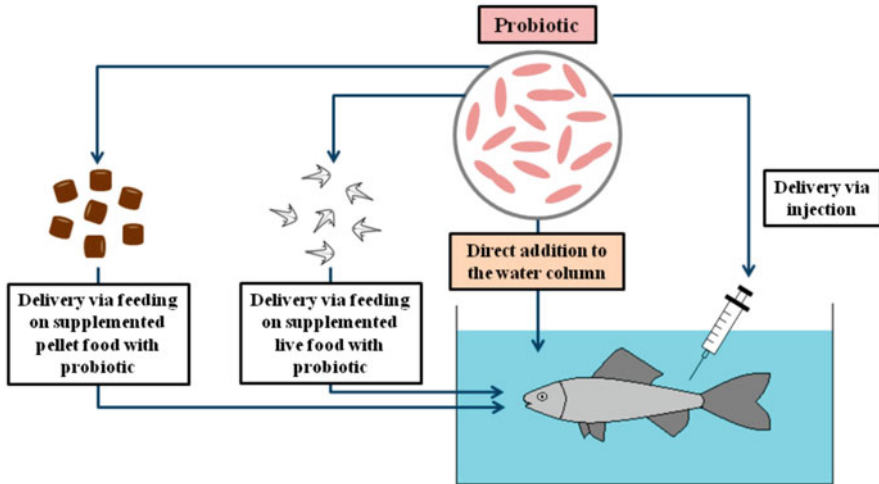 Probiotic
Delivery via
injection
Direct addition to
the water column
Delivery via feeding
on supplemented
pellet food with
probiotic
Delivery via feeding
on supplemented
live food with
probiotic